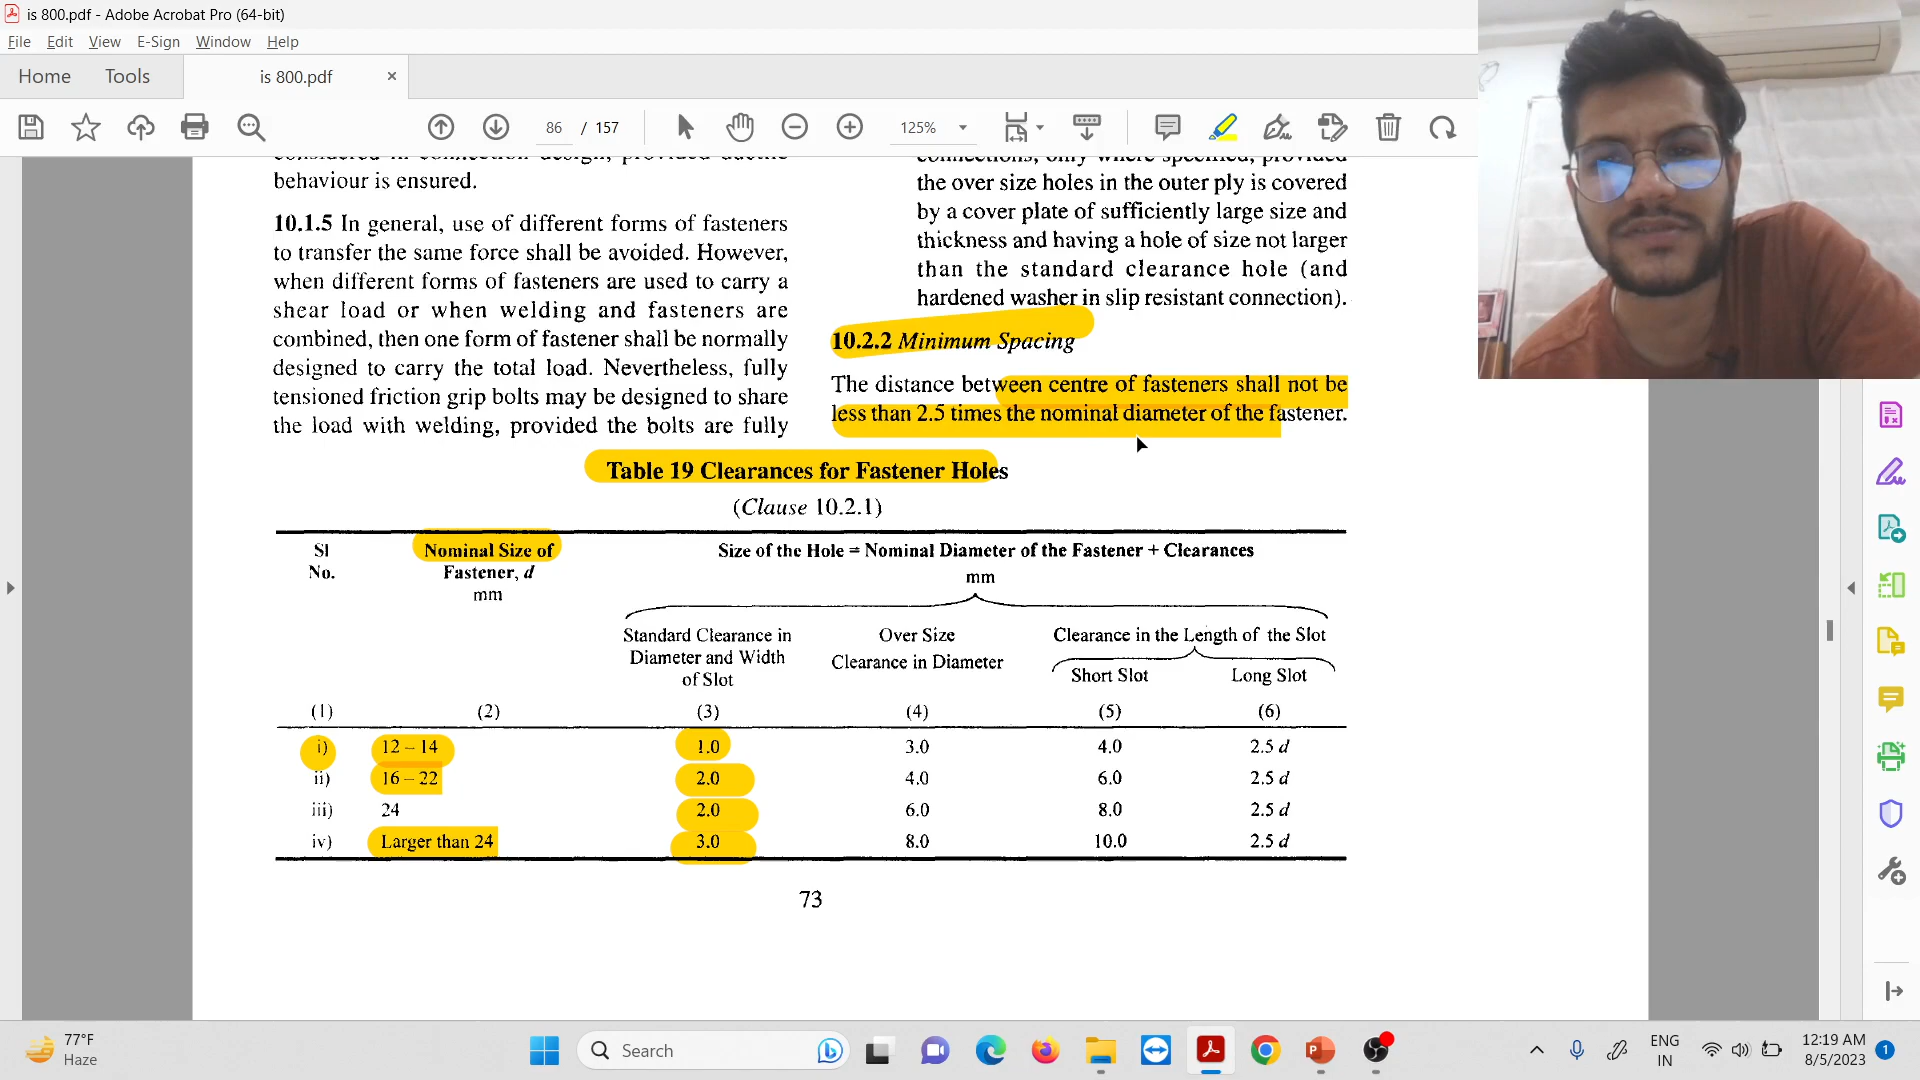 is 800.pdf - Adobe Acrobat Pro (64-bit)
File Edit View E-Sign Window Help
Home Tools is 800.pdf ×
86 / 157 125%
behaviour is ensured.
10.1.5 In general, use of different forms of fasteners
to transfer the same force shall be avoided. However,
when different forms of fasteners are used to carry a
shear load or when welding and fasteners are
combined, then one form of fastener shall be normally
designed to carry the total load. Nevertheless, fully
tensioned friction grip bolts may be designed to share
the load with welding, provided the bolts are fully
connections, only where specified, provided
the over size holes in the outer ply is covered
by a cover plate of sufficiently large size and
thickness and having a hole of size not larger
than the standard clearance hole (and
hardened washer in slip resistant connection).
10.2.2 Minimum Spacing
The distance between centre of fasteners shall not be
less than 2.5 times the nominal diameter of the fastener.
Table 19 Clearances for Fastener Holes
(Clause 10.2.1)
Sl Nominal Size of Size of the Hole = Nominal Diameter of the Fastener + Clearances
No. Fastener, d mm
mm
Standard Clearance in Over Size Clearance in the Length of the Slot
Diameter and Width Clearance in Diameter
of Slot Short Slot Long Slot
(1) (2) (3) (4) (5) (6)
i) 12 – 14 1.0 3.0 4.0 2.5 d
ii) 16 – 22 2.0 4.0 6.0 2.5 d
iii) 24 2.0 6.0 8.0 2.5 d
iv) Larger than 24 3.0 8.0 10.0 2.5 d
73
77°F
Haze
Search
ENG
IN
12:19 AM
8/5/2023
1